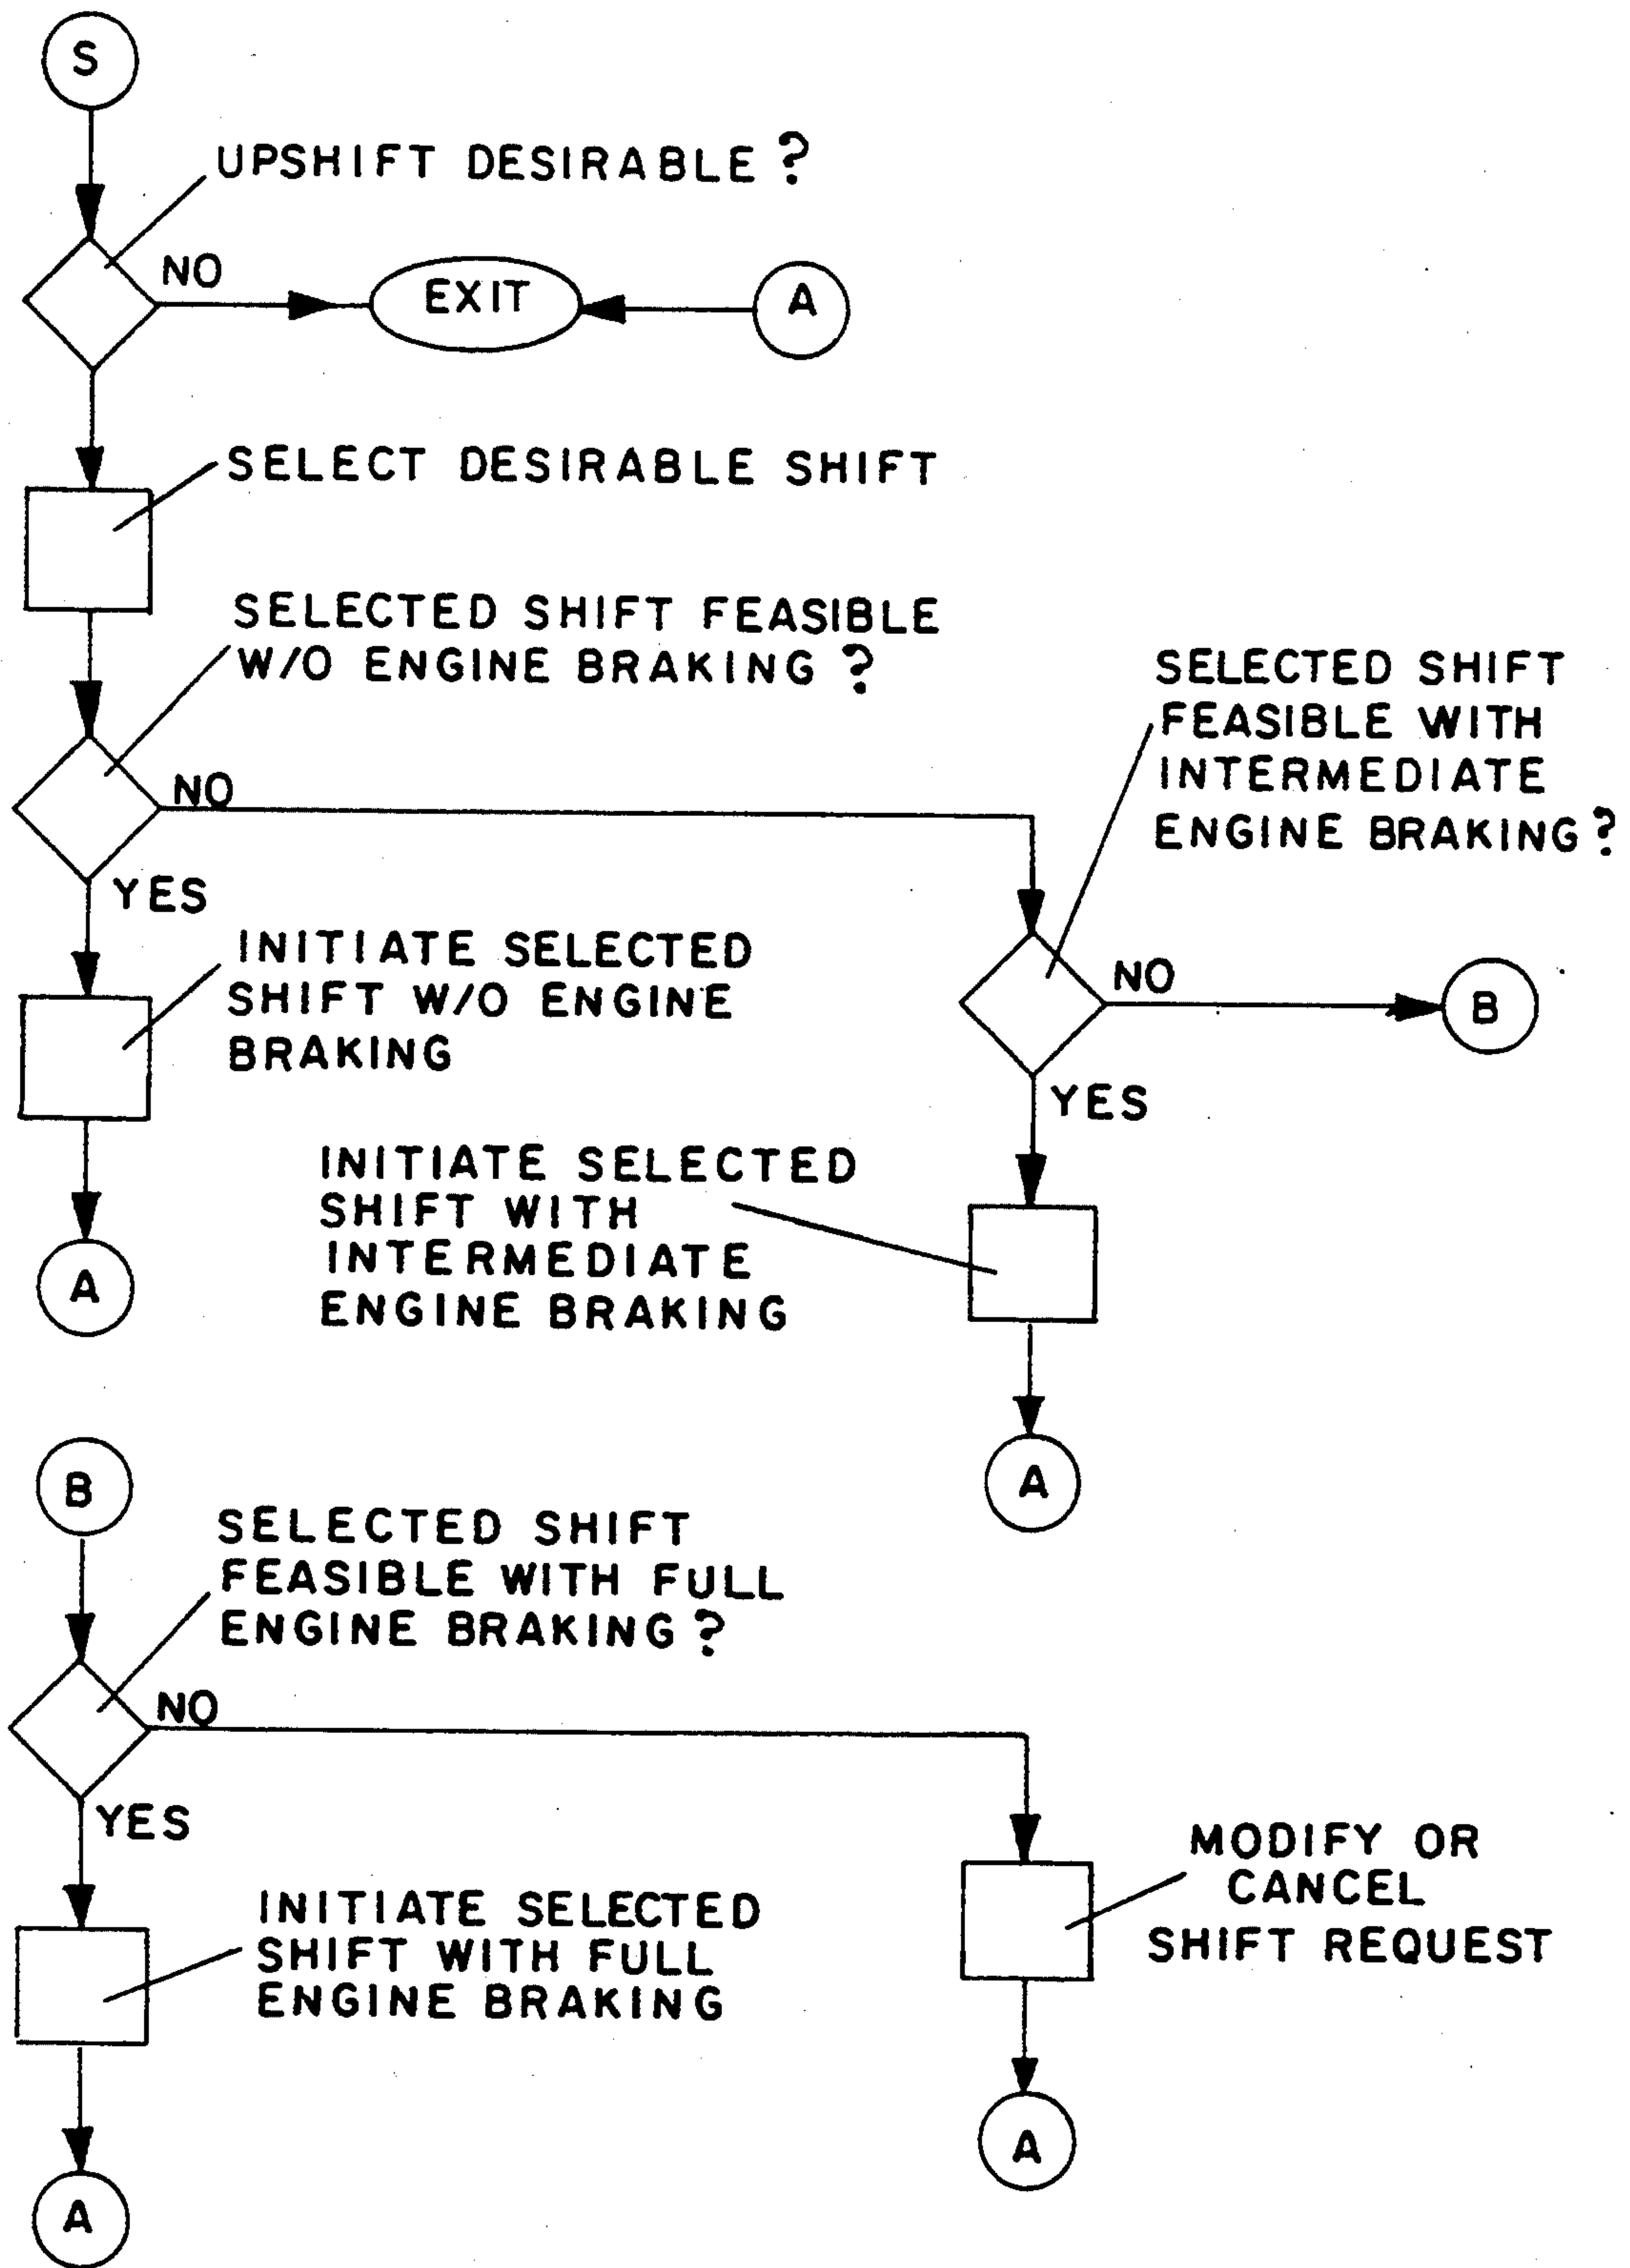 S
UPSHIFT DESIRABLE ?
NO
EXIT
A
SELECT DESIRABLE SHIFT
SELECTED SHIFT FEASIBLE
W/O ENGINE BRAKING ?
NO
YES
SELECTED SHIFT
FEASIBLE WITH
INTERMEDIATE
ENGINE BRAKING ?
INITIATE SELECTED
SHIFT W/O ENGINE
BRAKING
A
NO
B
YES
INITIATE SELECTED
SHIFT WITH
INTERMEDIATE
ENGINE BRAKING
A
B
SELECTED SHIFT
FEASIBLE WITH FULL
ENGINE BRAKING ?
NO
YES
INITIATE SELECTED
SHIFT WITH FULL
ENGINE BRAKING
A
MODIFY OR
CANCEL
SHIFT REQUEST
A